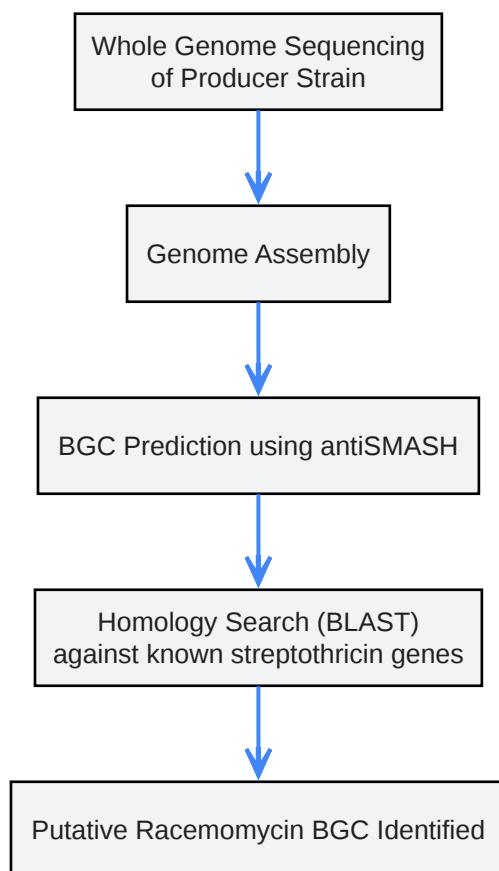 Whole Genome Sequencing
of Producer Strain
Genome Assembly
BGC Prediction using antiSMASH
Homology Search (BLAST)
against known streptothricin genes
Putative Racemomycin BGC Identified